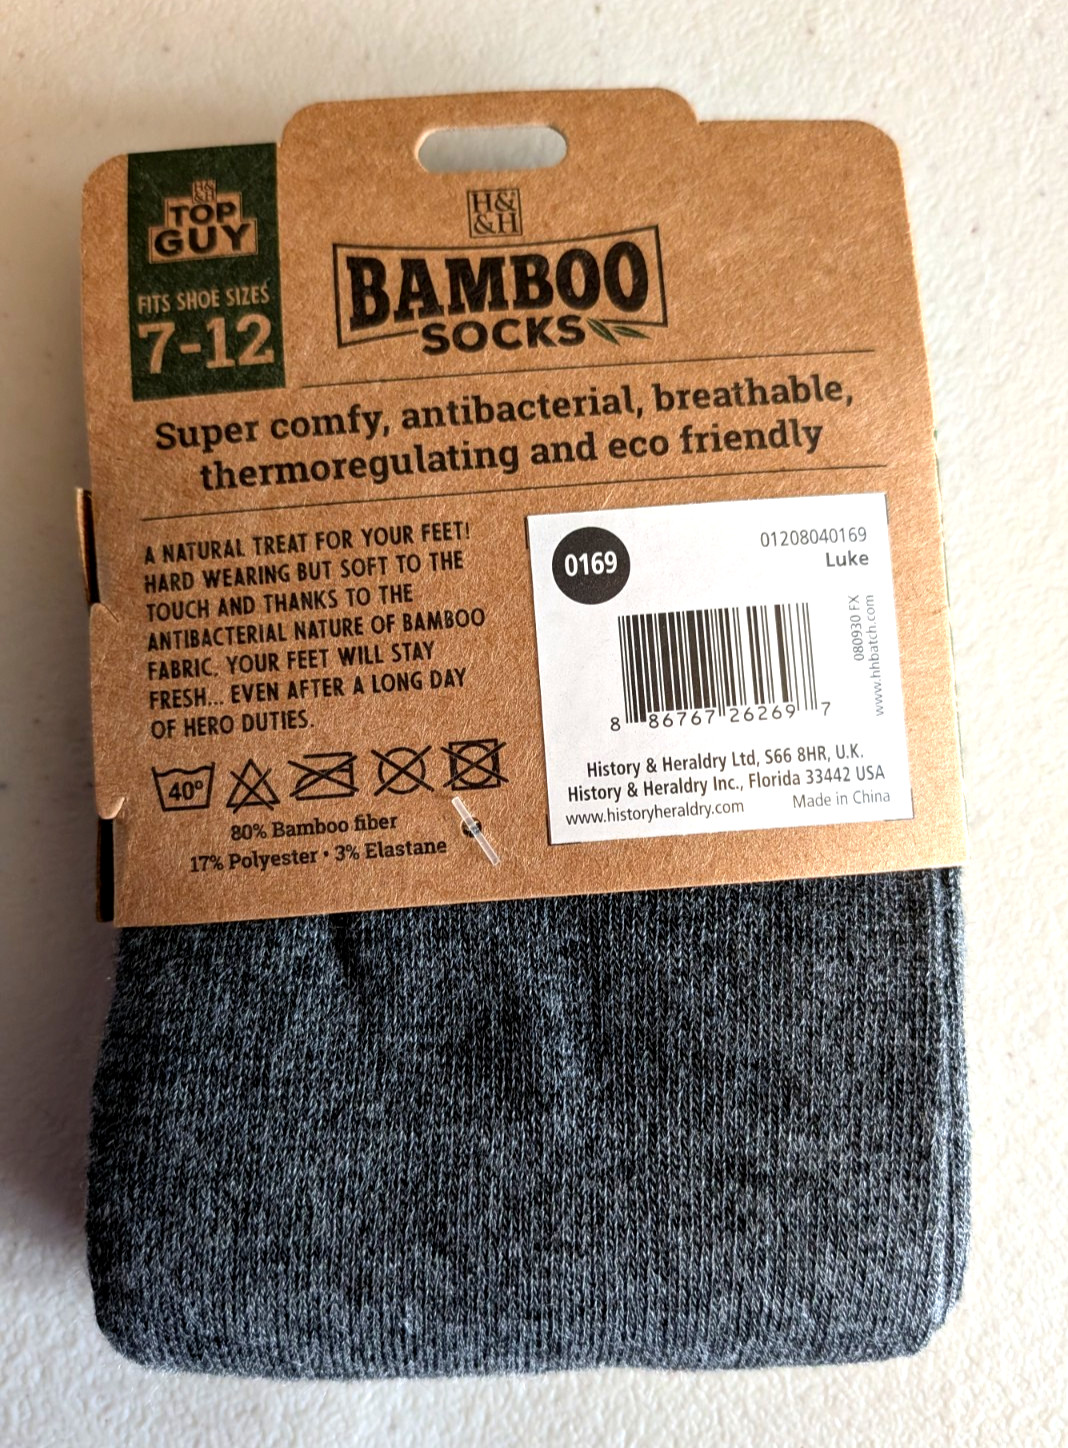 H&
&H
TOP
GUY
FITS SHOE SIZES
7-12
H&
&H
BAMBOO
SOCKS
Super comfy, antibacterial, breathable,
thermoregulating and eco friendly
A NATURAL TREAT FOR YOUR FEET!
HARD WEARING BUT SOFT TO THE
TOUCH AND THANKS TO THE
ANTIBACTERIAL NATURE OF BAMBOO
FABRIC, YOUR FEET WILL STAY
FRESH... EVEN AFTER A LONG DAY
OF HERO DUTIES.
40°
80% Bamboo fiber
17% Polyester • 3% Elastane
0169
01208040169
Luke
080930 FX
www.hhbatch.com
8 86767 26269 7
History & Heraldry Ltd, S66 8HR, U.K.
History & Heraldry Inc., Florida 33442 USA
www.historyheraldry.com Made in China